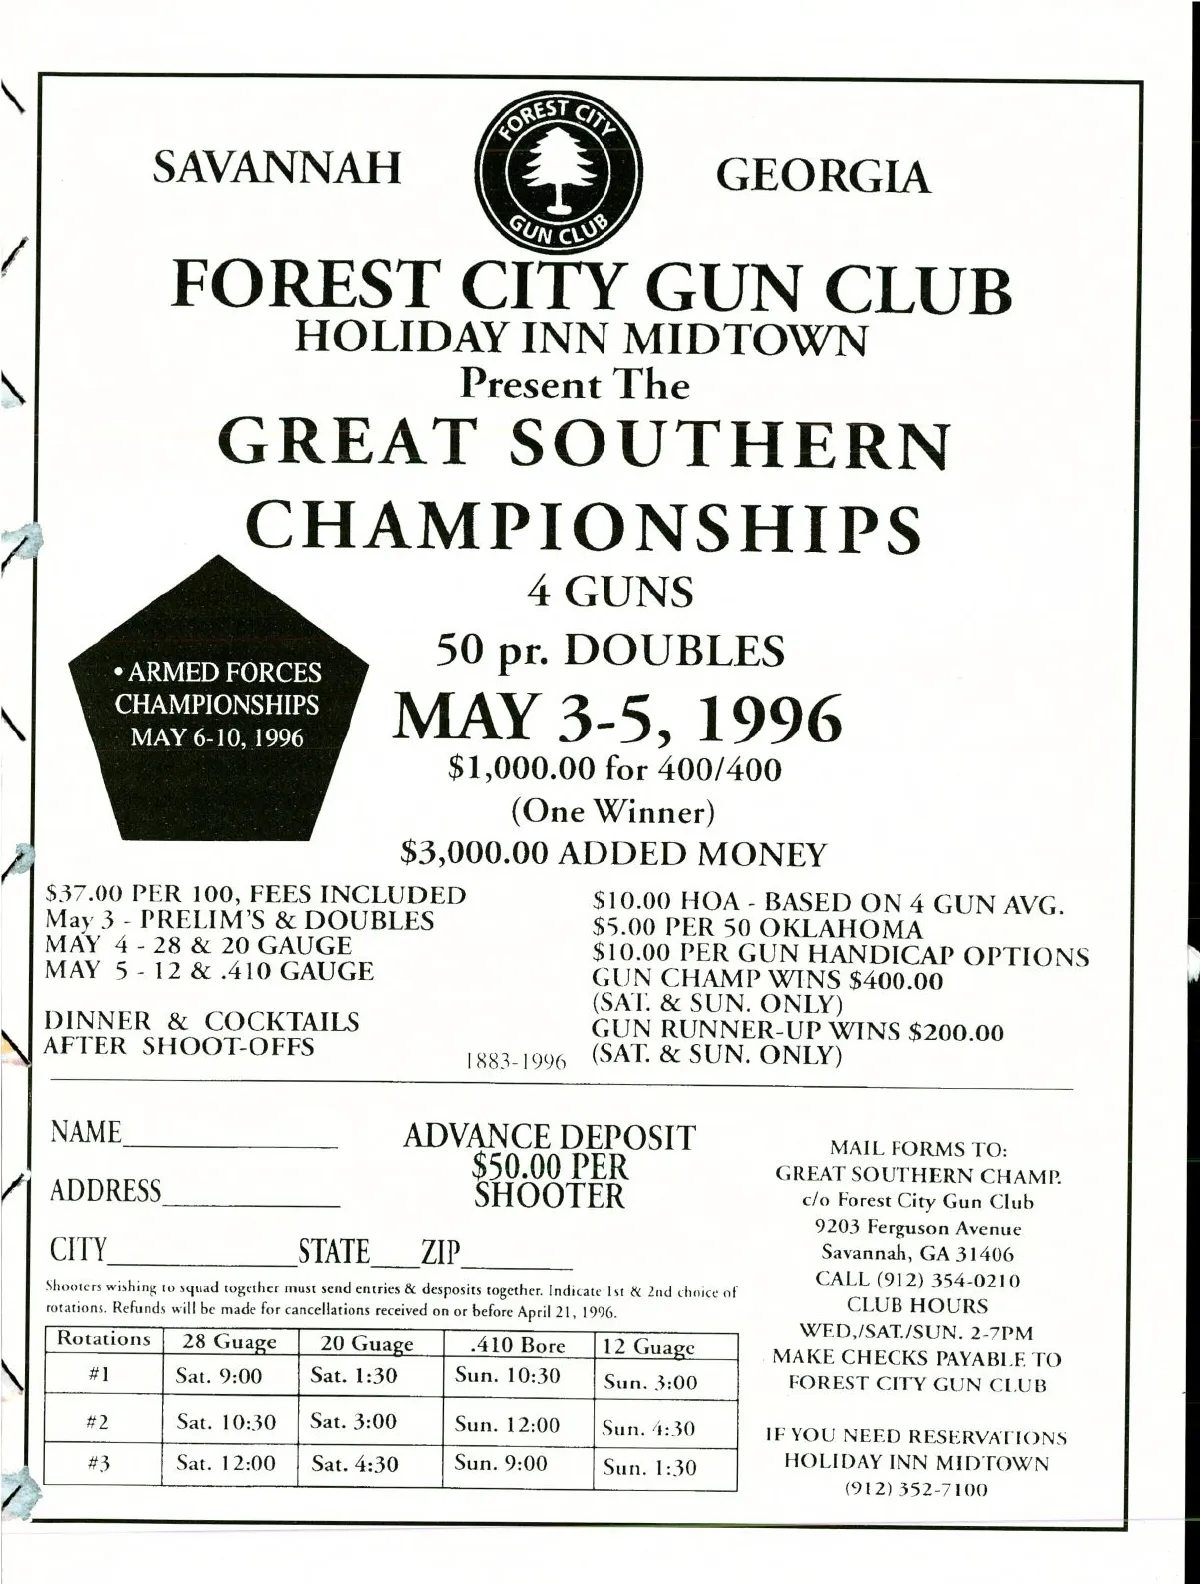 FOREST CITY
GUN CLUB
SAVANNAH GEORGIA
FOREST CITY GUN CLUB
HOLIDAY INN MIDTOWN
Present The
GREAT SOUTHERN
CHAMPIONSHIPS
4 GUNS
50 pr. DOUBLES
MAY 3-5, 1996
$1,000.00 for 400/400
(One Winner)
$3,000.00 ADDED MONEY
• ARMED FORCES
CHAMPIONSHIPS
MAY 6-10, 1996
$37.00 PER 100, FEES INCLUDED
May 3 - PRELIM'S & DOUBLES
MAY 4 - 28 & 20 GAUGE
MAY 5 - 12 & .410 GAUGE
DINNER & COCKTAILS
AFTER SHOOT-OFFS
1883-1996
$10.00 HOA - BASED ON 4 GUN AVG.
$5.00 PER 50 OKLAHOMA
$10.00 PER GUN HANDICAP OPTIONS
GUN CHAMP WINS $400.00
(SAT. & SUN. ONLY)
GUN RUNNER-UP WINS $200.00
(SAT. & SUN. ONLY)
NAME
ADDRESS
CITY STATE ZIP
ADVANCE DEPOSIT
$50.00 PER
SHOOTER
Shooters wishing to squad together must send entries & desposits together. Indicate 1st & 2nd choice of
rotations. Refunds will be made for cancellations received on or before April 21, 1996.
Rotations 28 Guage 20 Guage .410 Bore 12 Guage
#1 Sat. 9:00 Sat. 1:30 Sun. 10:30 Sun. 3:00
#2 Sat. 10:30 Sat. 3:00 Sun. 12:00 Sun. 4:30
#3 Sat. 12:00 Sat. 4:30 Sun. 9:00 Sun. 1:30
MAIL FORMS TO:
GREAT SOUTHERN CHAMP.
c/o Forest City Gun Club
9203 Ferguson Avenue
Savannah, GA 31406
CALL (912) 354-0210
CLUB HOURS
WED,/SAT./SUN. 2-7PM
MAKE CHECKS PAYABLE TO
FOREST CITY GUN CLUB
IF YOU NEED RESERVATIONS
HOLIDAY INN MIDTOWN
(912) 352-7100